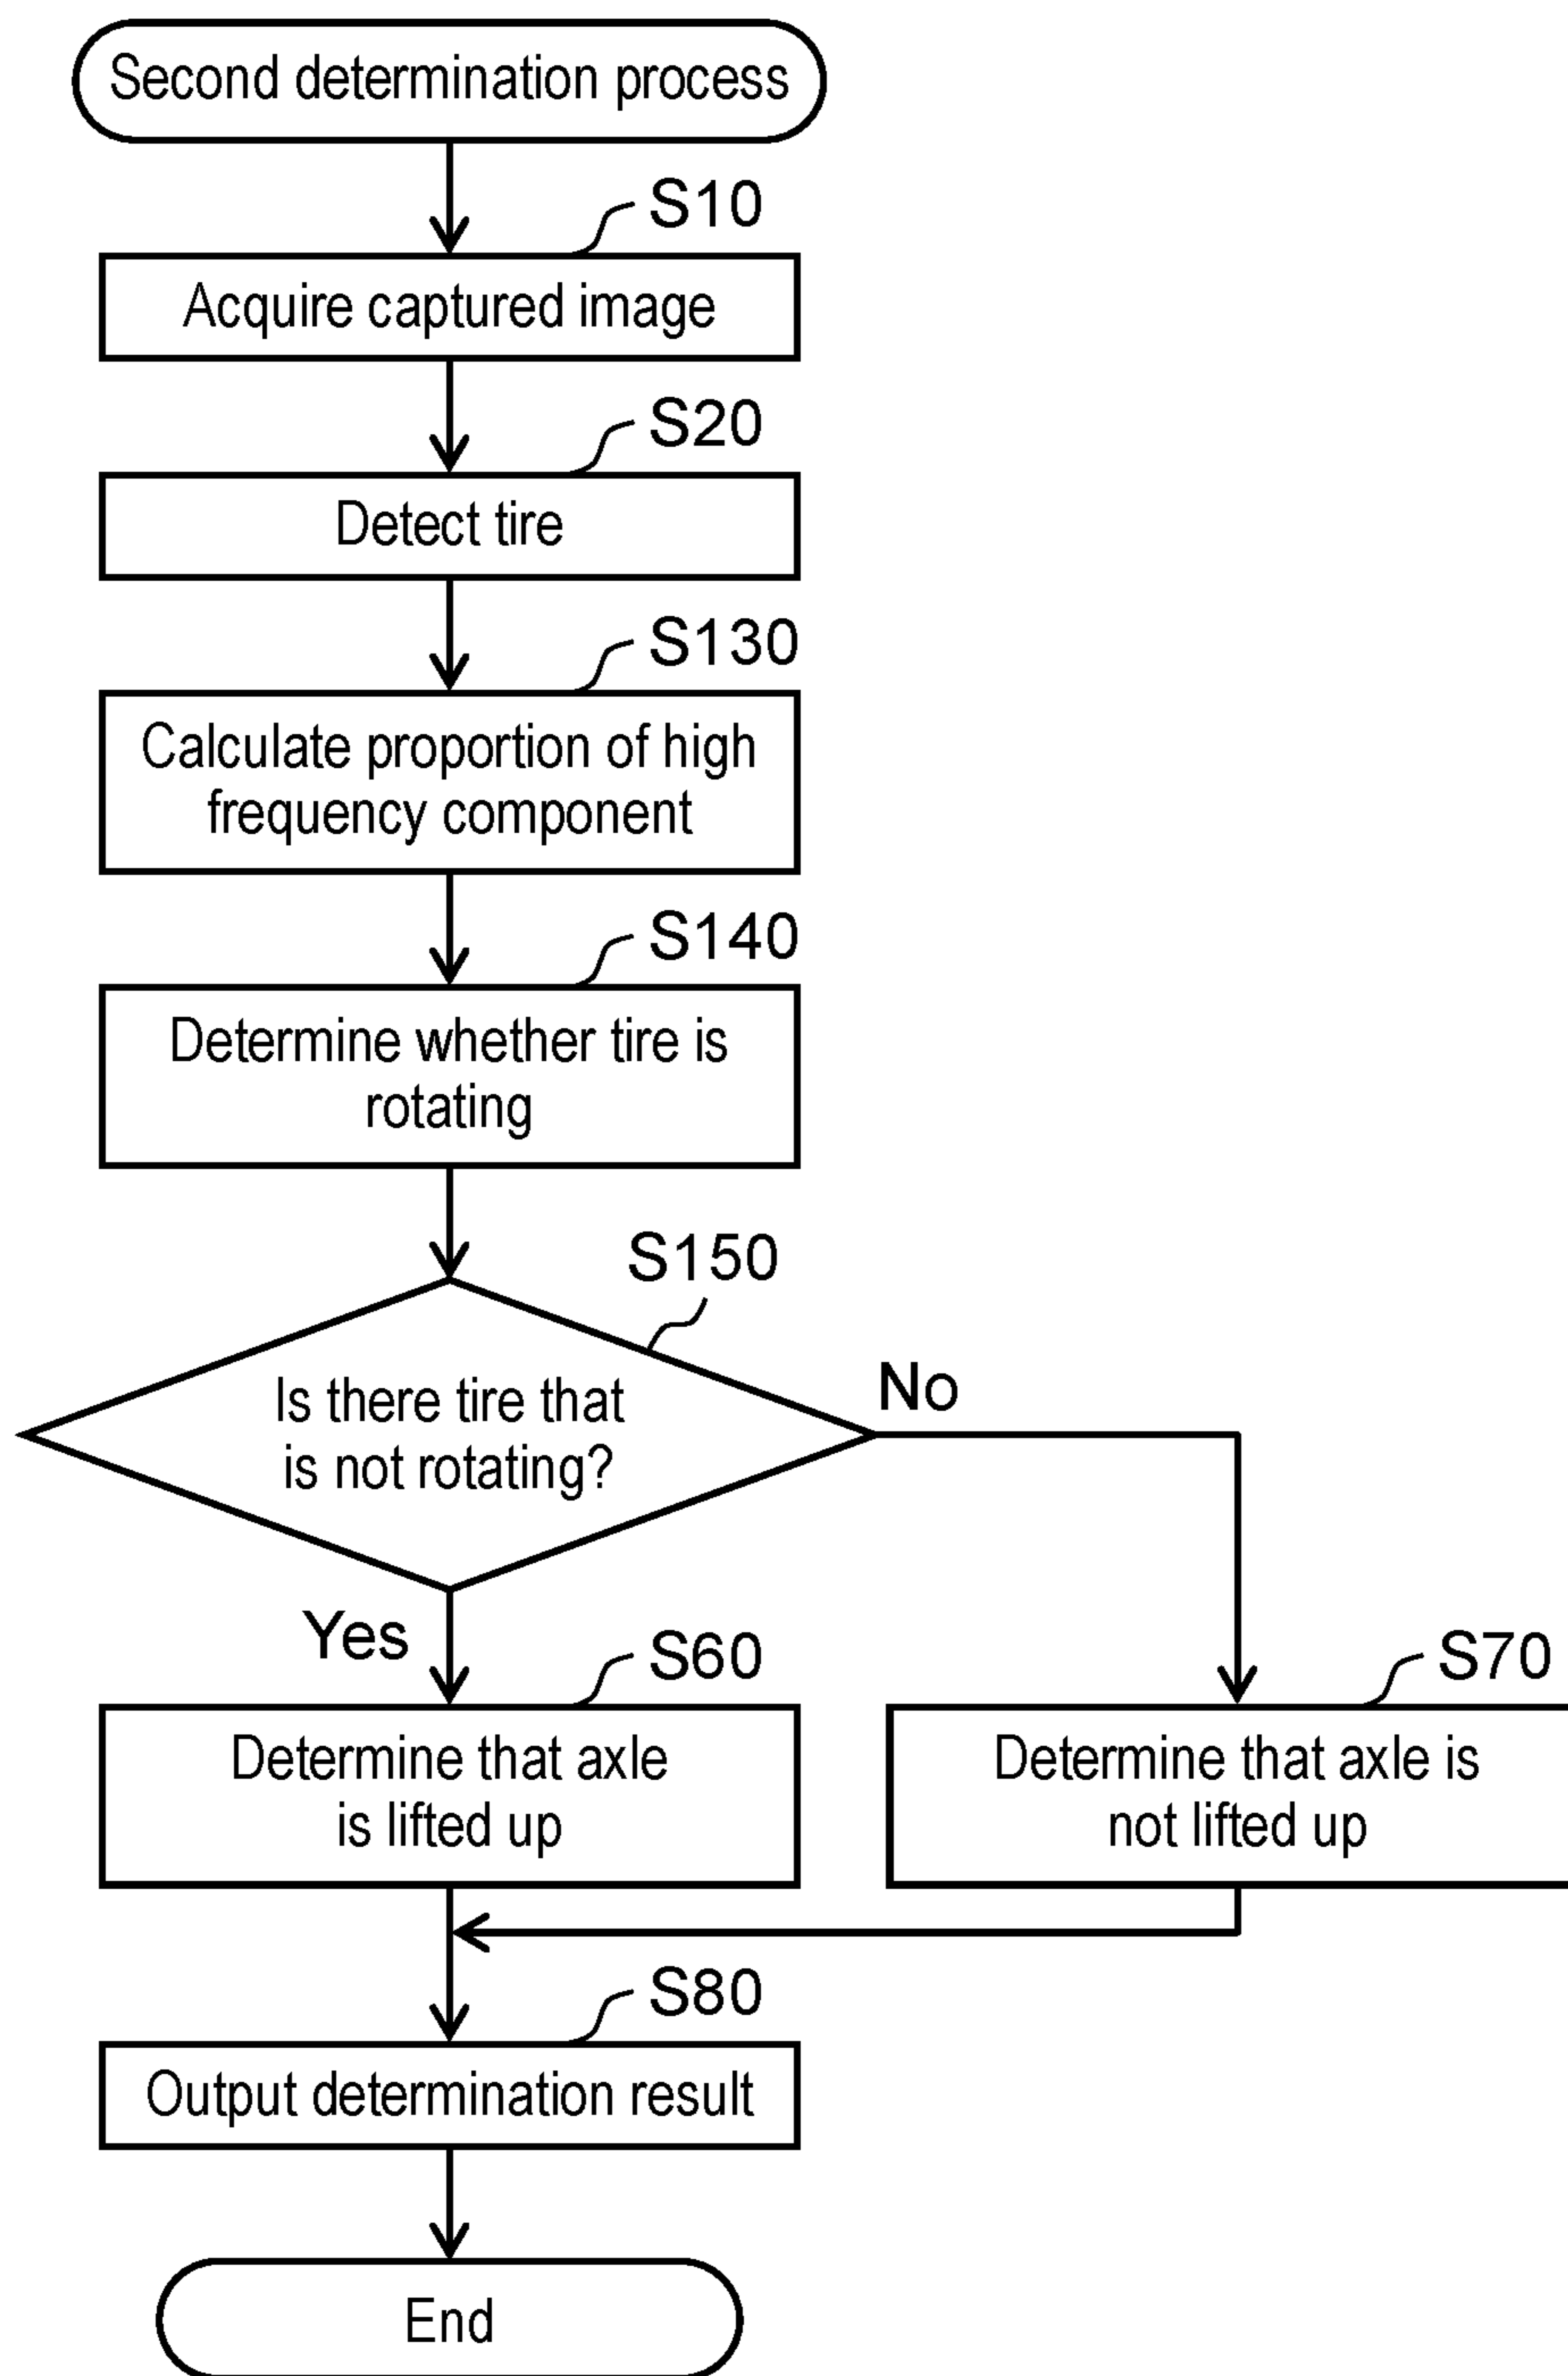 Second determination process
S10
Acquire captured image
S20
Detect tire
S130
Calculate proportion of high
frequency component
S140
Determine whether tire is
rotating
S150
Is there tire that
is not rotating?
No
Yes
S60
Determine that axle
is lifted up
S70
Determine that axle is
not lifted up
S80
Output determination result
End